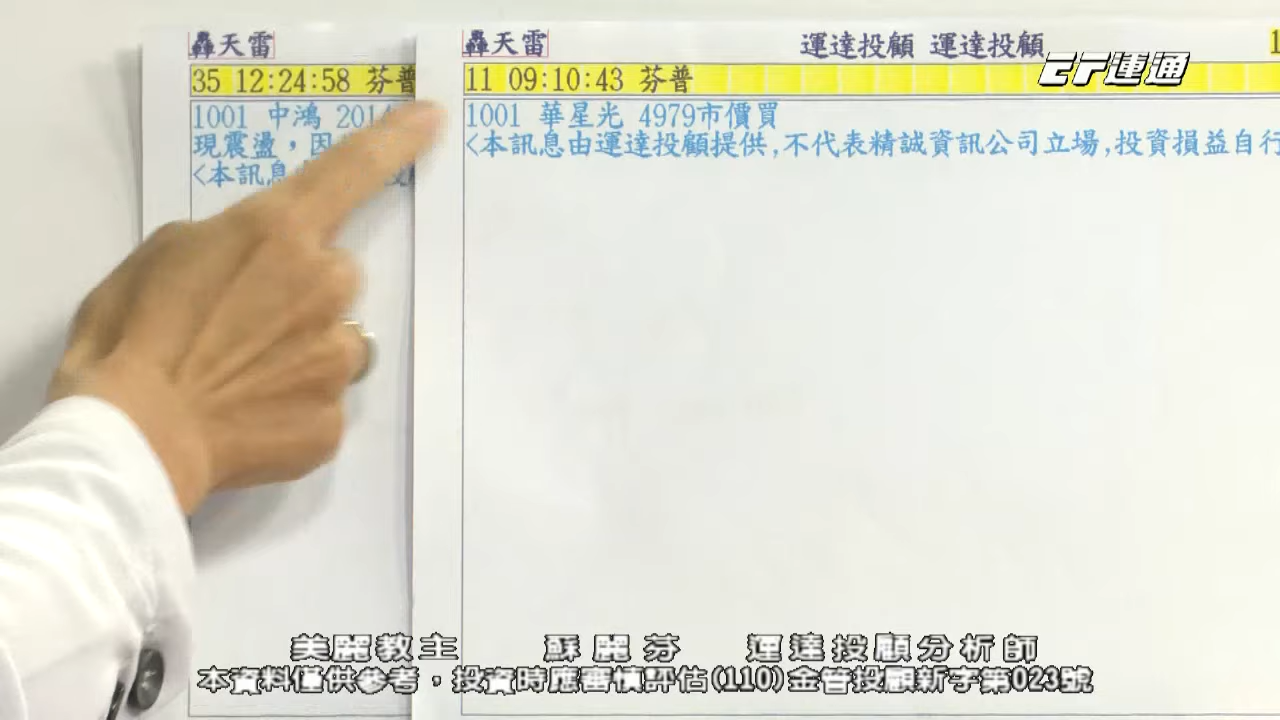 轟天雷
35 12:24:58 芬普
1001 中鴻 2014
現震盪，因
<本訊息
轟天雷
運達投顧 運達投顧
1
11 09:10:43 芬普
1001 華星光 4979市價買
<本訊息由運達投顧提供,不代表精誠資訊公司立場,投資損益自行
運通
美麗教主 蘇麗芬 運達投顧分析師
本資料僅供參考，投資時應審慎評估(110)金管投顧新字第023號